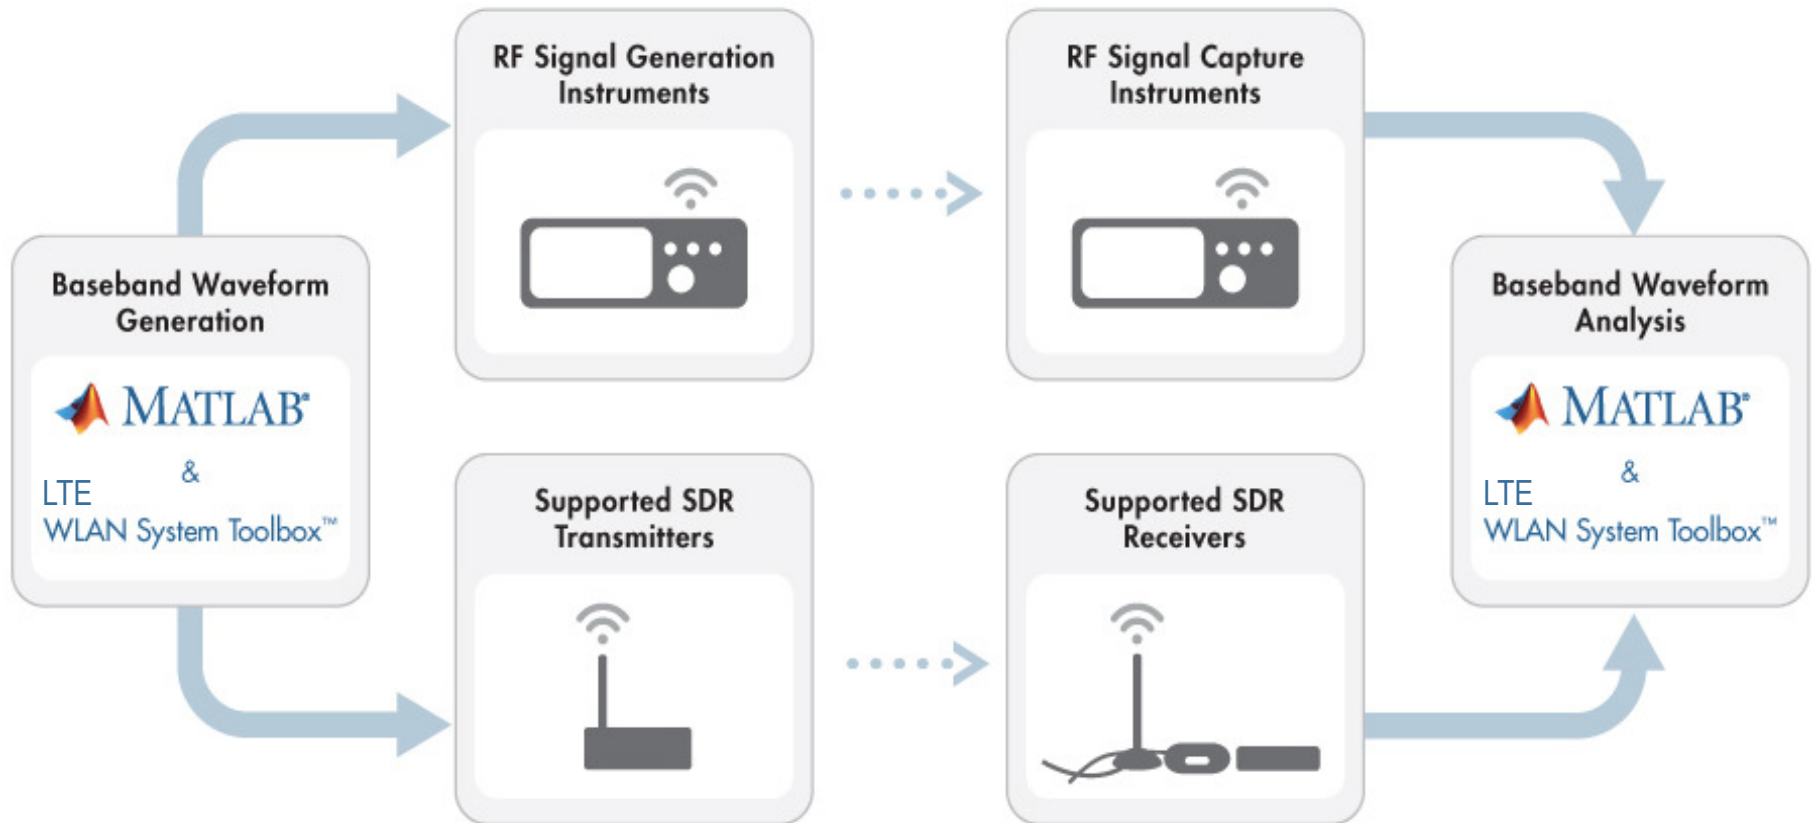 RF Signal Generation
Instruments
RF Signal Capture
Instruments
Baseband Waveform
Generation
MATLAB®
&
LTE
WLAN System Toolbox™
Baseband Waveform
Analysis
MATLAB®
&
LTE
WLAN System Toolbox™
Supported SDR
Transmitters
Supported SDR
Receivers